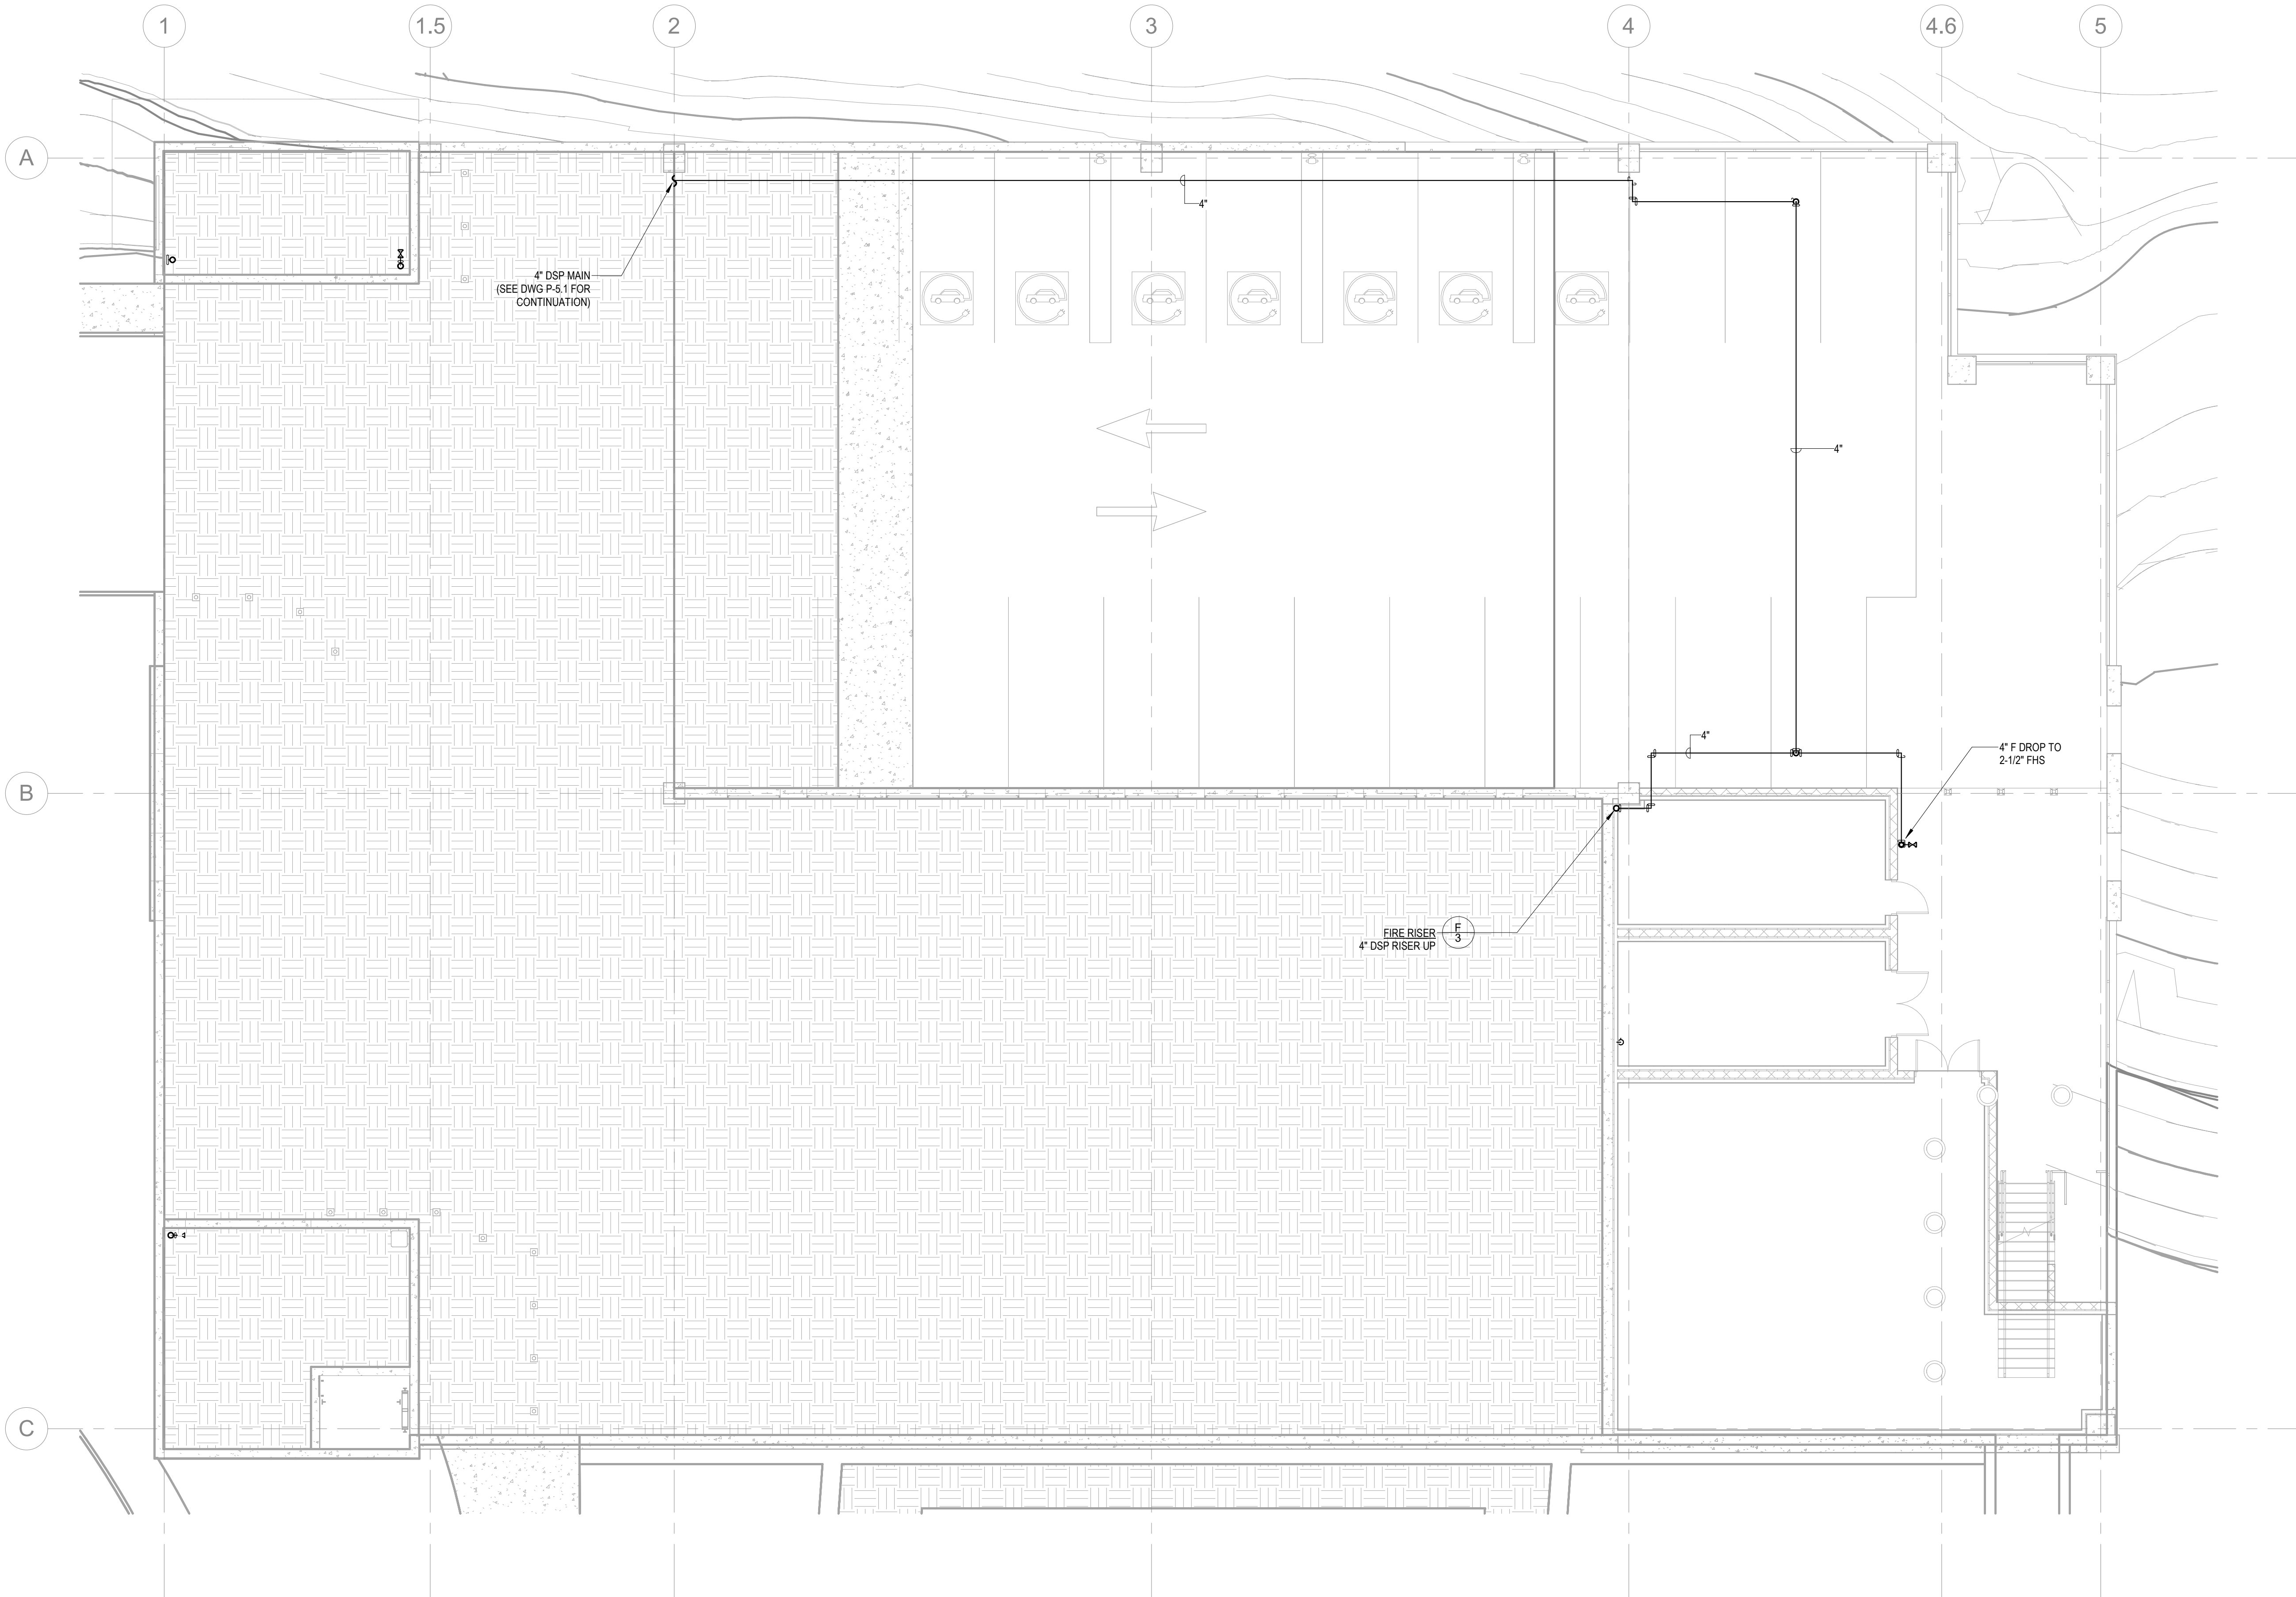 1
1.5
2
3
4
4.6
5
A
4"
4" DSP MAIN
(SEE DWG P-5.1 FOR
CONTINUATION)
4"
4"
4" F DROP TO
2-1/2" FHS
B
FIRE RISER
4" DSP RISER UP
F
3
C